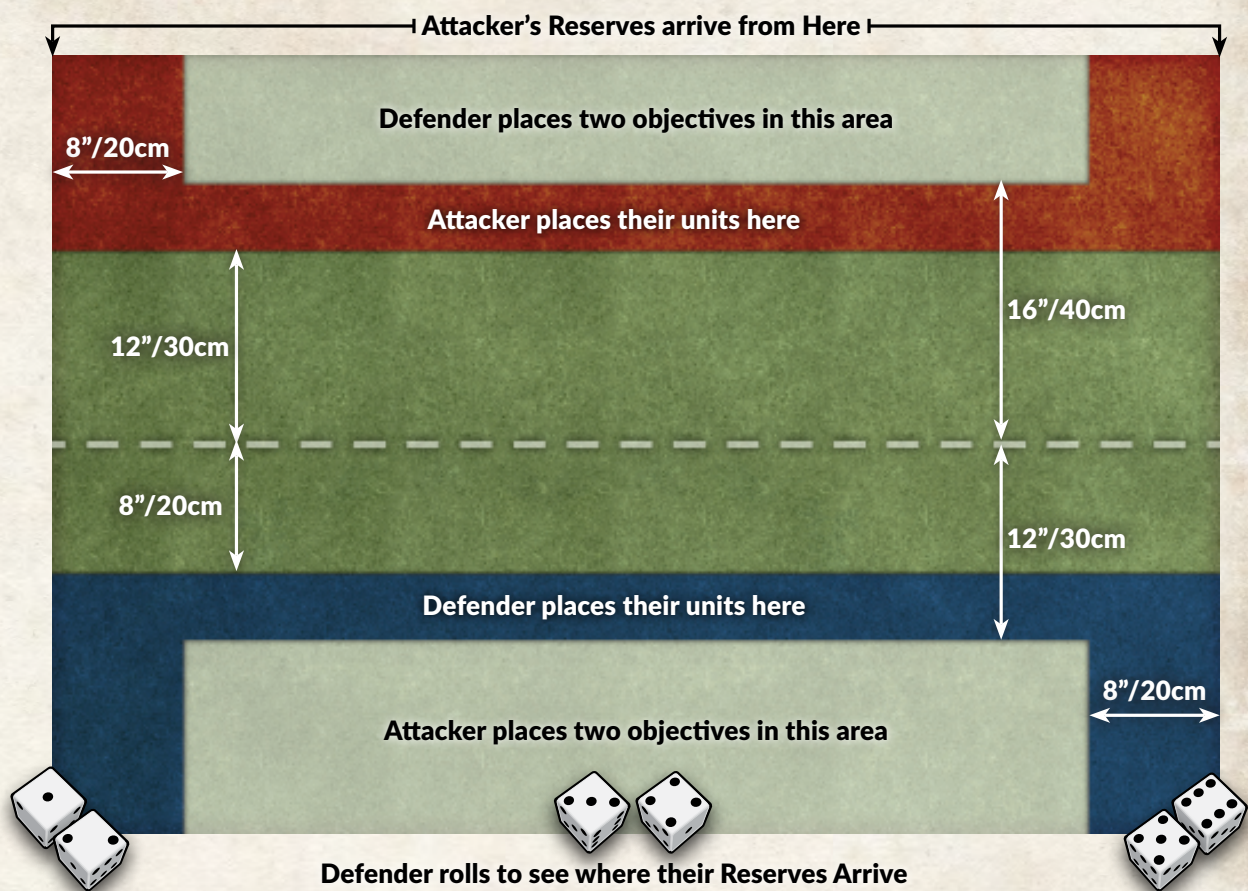 Attacker’s Reserves arrive from Here
Defender places two objectives in this area
8”/20cm
Attacker places their units here
16”/40cm
12”/30cm
8”/20cm
12”/30cm
Defender places their units here
8”/20cm
Attacker places two objectives in this area
Defender rolls to see where their Reserves Arrive